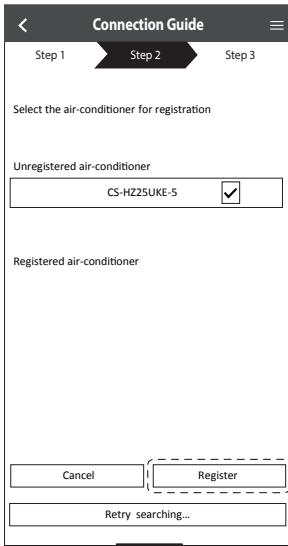 Connection Guide
Step 1 Step 2 Step 3
Select the air-conditioner for registration
Unregistered air-conditioner
CS-HZ25UKE-5
Registered air-conditioner
Cancel Register
Retry searching...